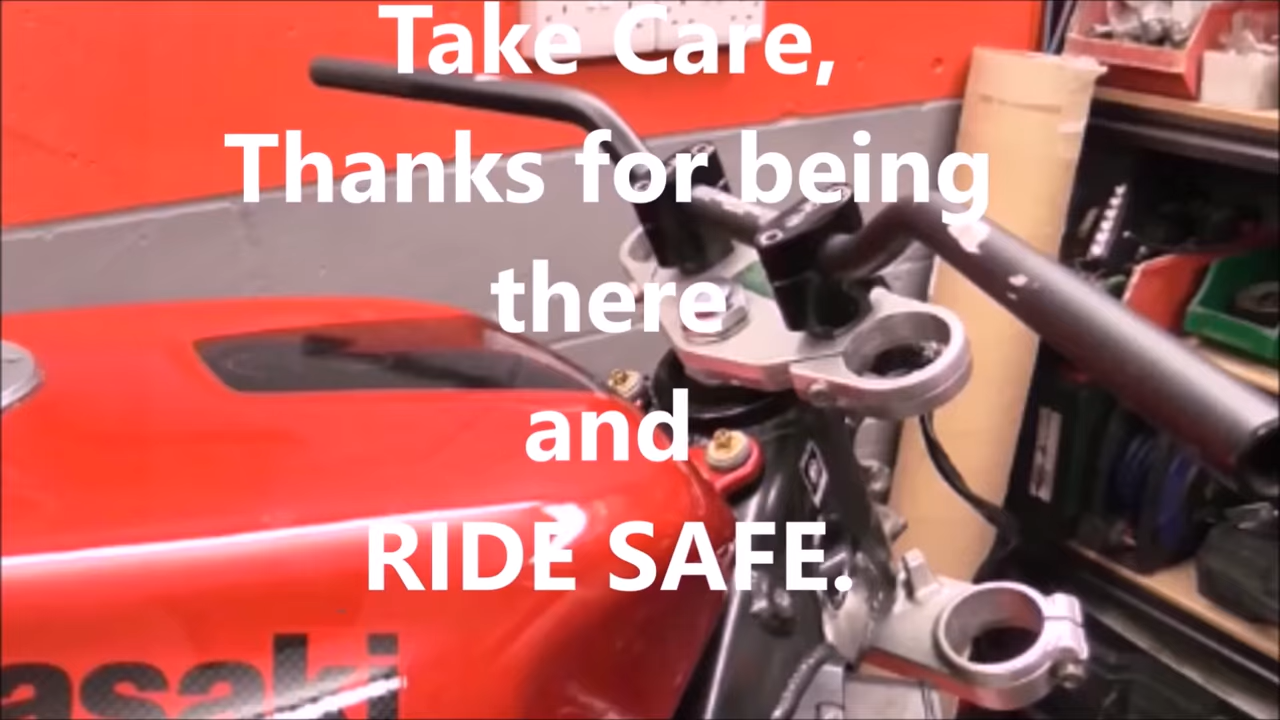 Take Care,
Thanks for being
there
and
RIDE SAFE.
asaki